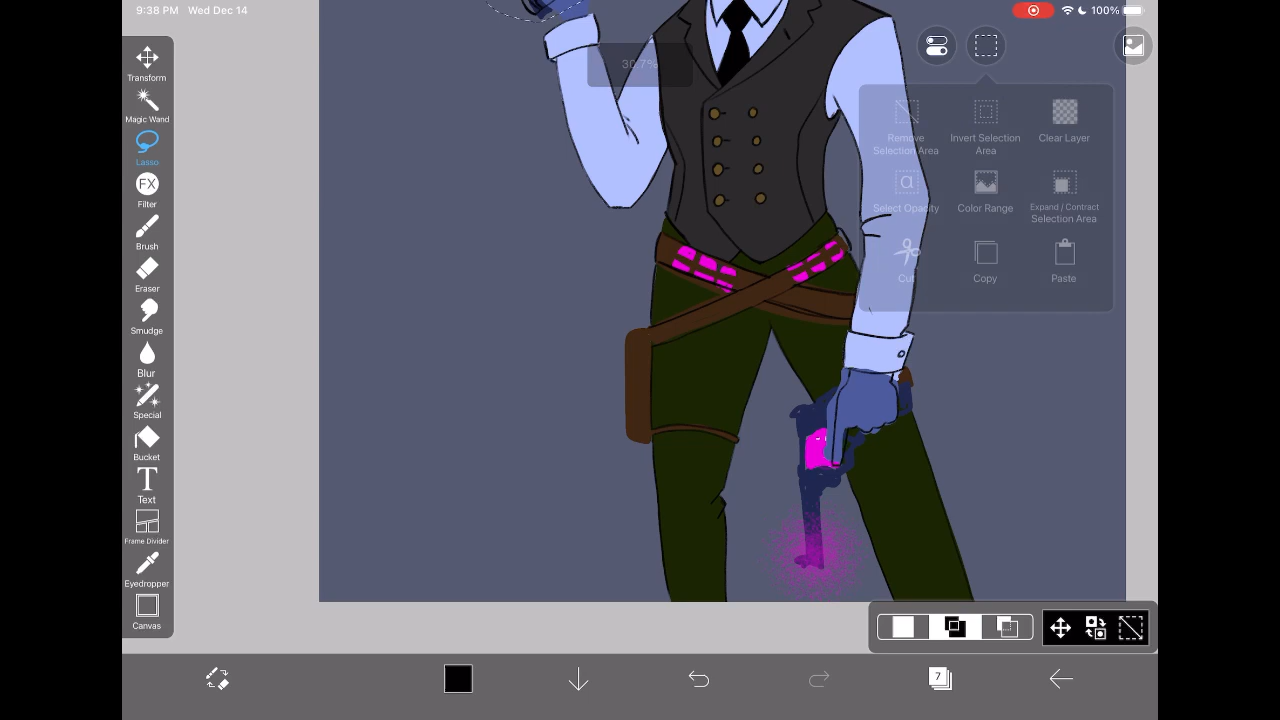 9:38 PM Wed Dec 14
100%
Transform
Magic Wand
Lasso
FX
Filter
Brush
Eraser
Smudge
Blur
Special
Bucket
T
Text
Frame Divider
Eyedropper
Canvas
30.7%
Remove
Selection Area
Invert Selection
Area
Clear Layer
α
Select Opacity
Color Range
Expand / Contract
Selection Area
Cut
Copy
Paste
7